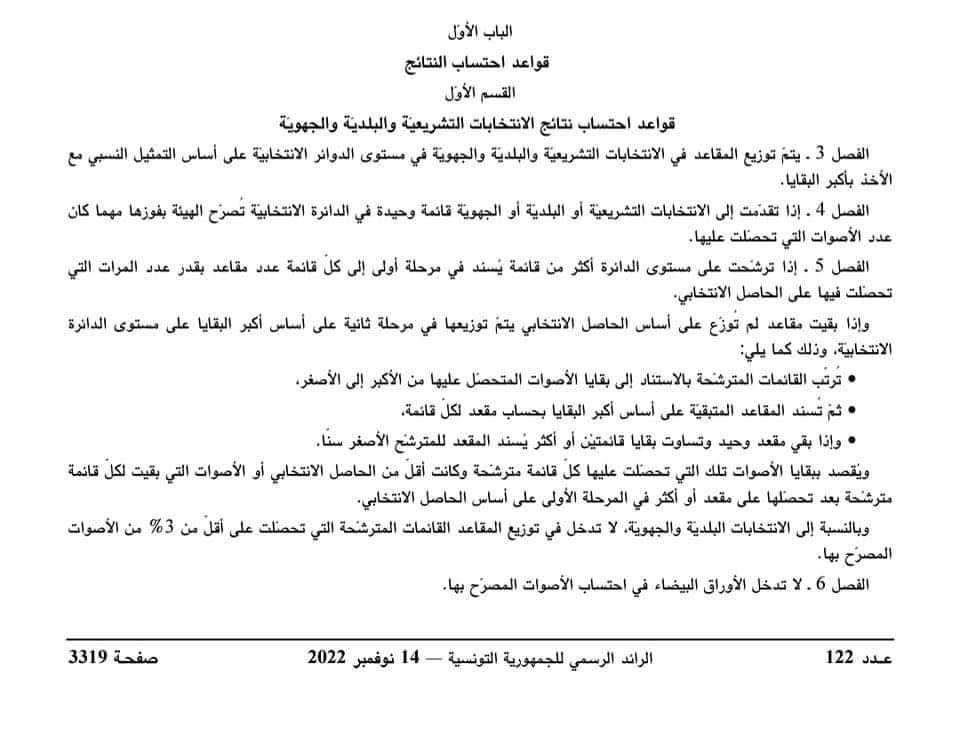 الباب الأوّل
قواعد احتساب النتائج
القسم الأوّل
قواعد احتساب نتائج الانتخابات التشريعيّة والبلديّة والجهويّة
الفصل 3 ـ يتمّ توزيع المقاعد في الانتخابات التشريعيّة والبلديّة والجهويّة في مستوى الدوائر الانتخابيّة على أساس التمثيل النسبي مع
الأخذ بأكبر البقايا.
الفصل 4 ـ إذا تقدّمت إلى الانتخابات التشريعيّة أو البلديّة أو الجهويّة قائمة وحيدة في الدائرة الانتخابيّة تُصرّح الهيئة بفوزها مهما كان
عدد الأصوات التي تحصّلت عليها.
الفصل 5 ـ إذا ترشّحت على مستوى الدائرة أكثر من قائمة يُسند في مرحلة أولى إلى كلّ قائمة عدد مقاعد بقدر عدد المرات التي
تحصّلت فيها على الحاصل الانتخابي.
وإذا بقيت مقاعد لم تُوزّع على أساس الحاصل الانتخابي يتمّ توزيعها في مرحلة ثانية على أساس أكبر البقايا على مستوى الدائرة
الانتخابيّة، وذلك كما يلي:
• تُرتّب القائمات المترشّحة بالاستناد إلى بقايا الأصوات المتحصّل عليها من الأكبر إلى الأصغر،
• ثمّ تُسند المقاعد المتبقيّة على أساس أكبر البقايا بحساب مقعد لكلّ قائمة،
• وإذا بقي مقعد وحيد وتساوت بقايا قائمتيْن أو أكثر يُسند المقعد للمترشّح الأصغر سنّا.
ويُقصد ببقايا الأصوات تلك التي تحصّلت عليها كلّ قائمة مترشّحة وكانت أقلّ من الحاصل الانتخابي أو الأصوات التي بقيت لكلّ قائمة
مترشّحة بعد تحصّلها على مقعد أو أكثر في المرحلة الأولى على أساس الحاصل الانتخابي.
وبالنسبة إلى الانتخابات البلديّة والجهويّة، لا تدخل في توزيع المقاعد القائمات المترشّحة التي تحصّلت على أقلّ من 3% من الأصوات
المصرّح بها.
الفصل 6 ـ لا تدخل الأوراق البيضاء في احتساب الأصوات المصرّح بها.
عـدد 122 الرائد الرسمي للجمهورية التونسية — 14 نوفمبر 2022 صفحـة 3319